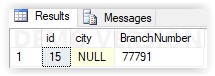 Results Messages
id city BranchNumber
1 15 NULL 77791